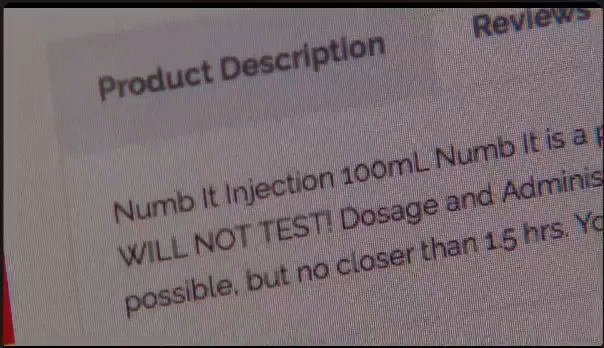 Product Description
Reviews
Numb It Injection 100mL Numb It is a
WILL NOT TEST! Dosage and Adminis
possible, but no closer than 1.5 hrs. Yo